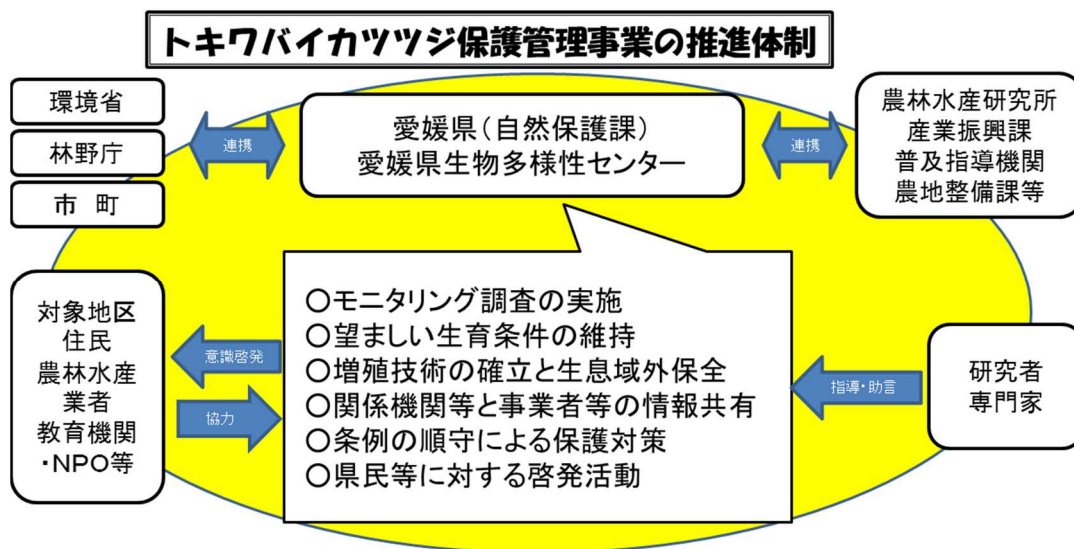 トキワバイカツツジ保護管理事業の推進体制
環境省
林野庁
市 町
連携
愛媛県（自然保護課）
愛媛県生物多様性センター
連携
農林水産研究所
産業振興課
普及指導機関
農地整備課等
対象地区
住民
農林水産
業者
教育機関
・NPO等
意識啓発
協力
○モニタリング調査の実施
○望ましい生育条件の維持
○増殖技術の確立と生息域外保全
○関係機関等と事業者等の情報共有
○条例の順守による保護対策
○県民等に対する啓発活動
指導・助言
研究者
専門家